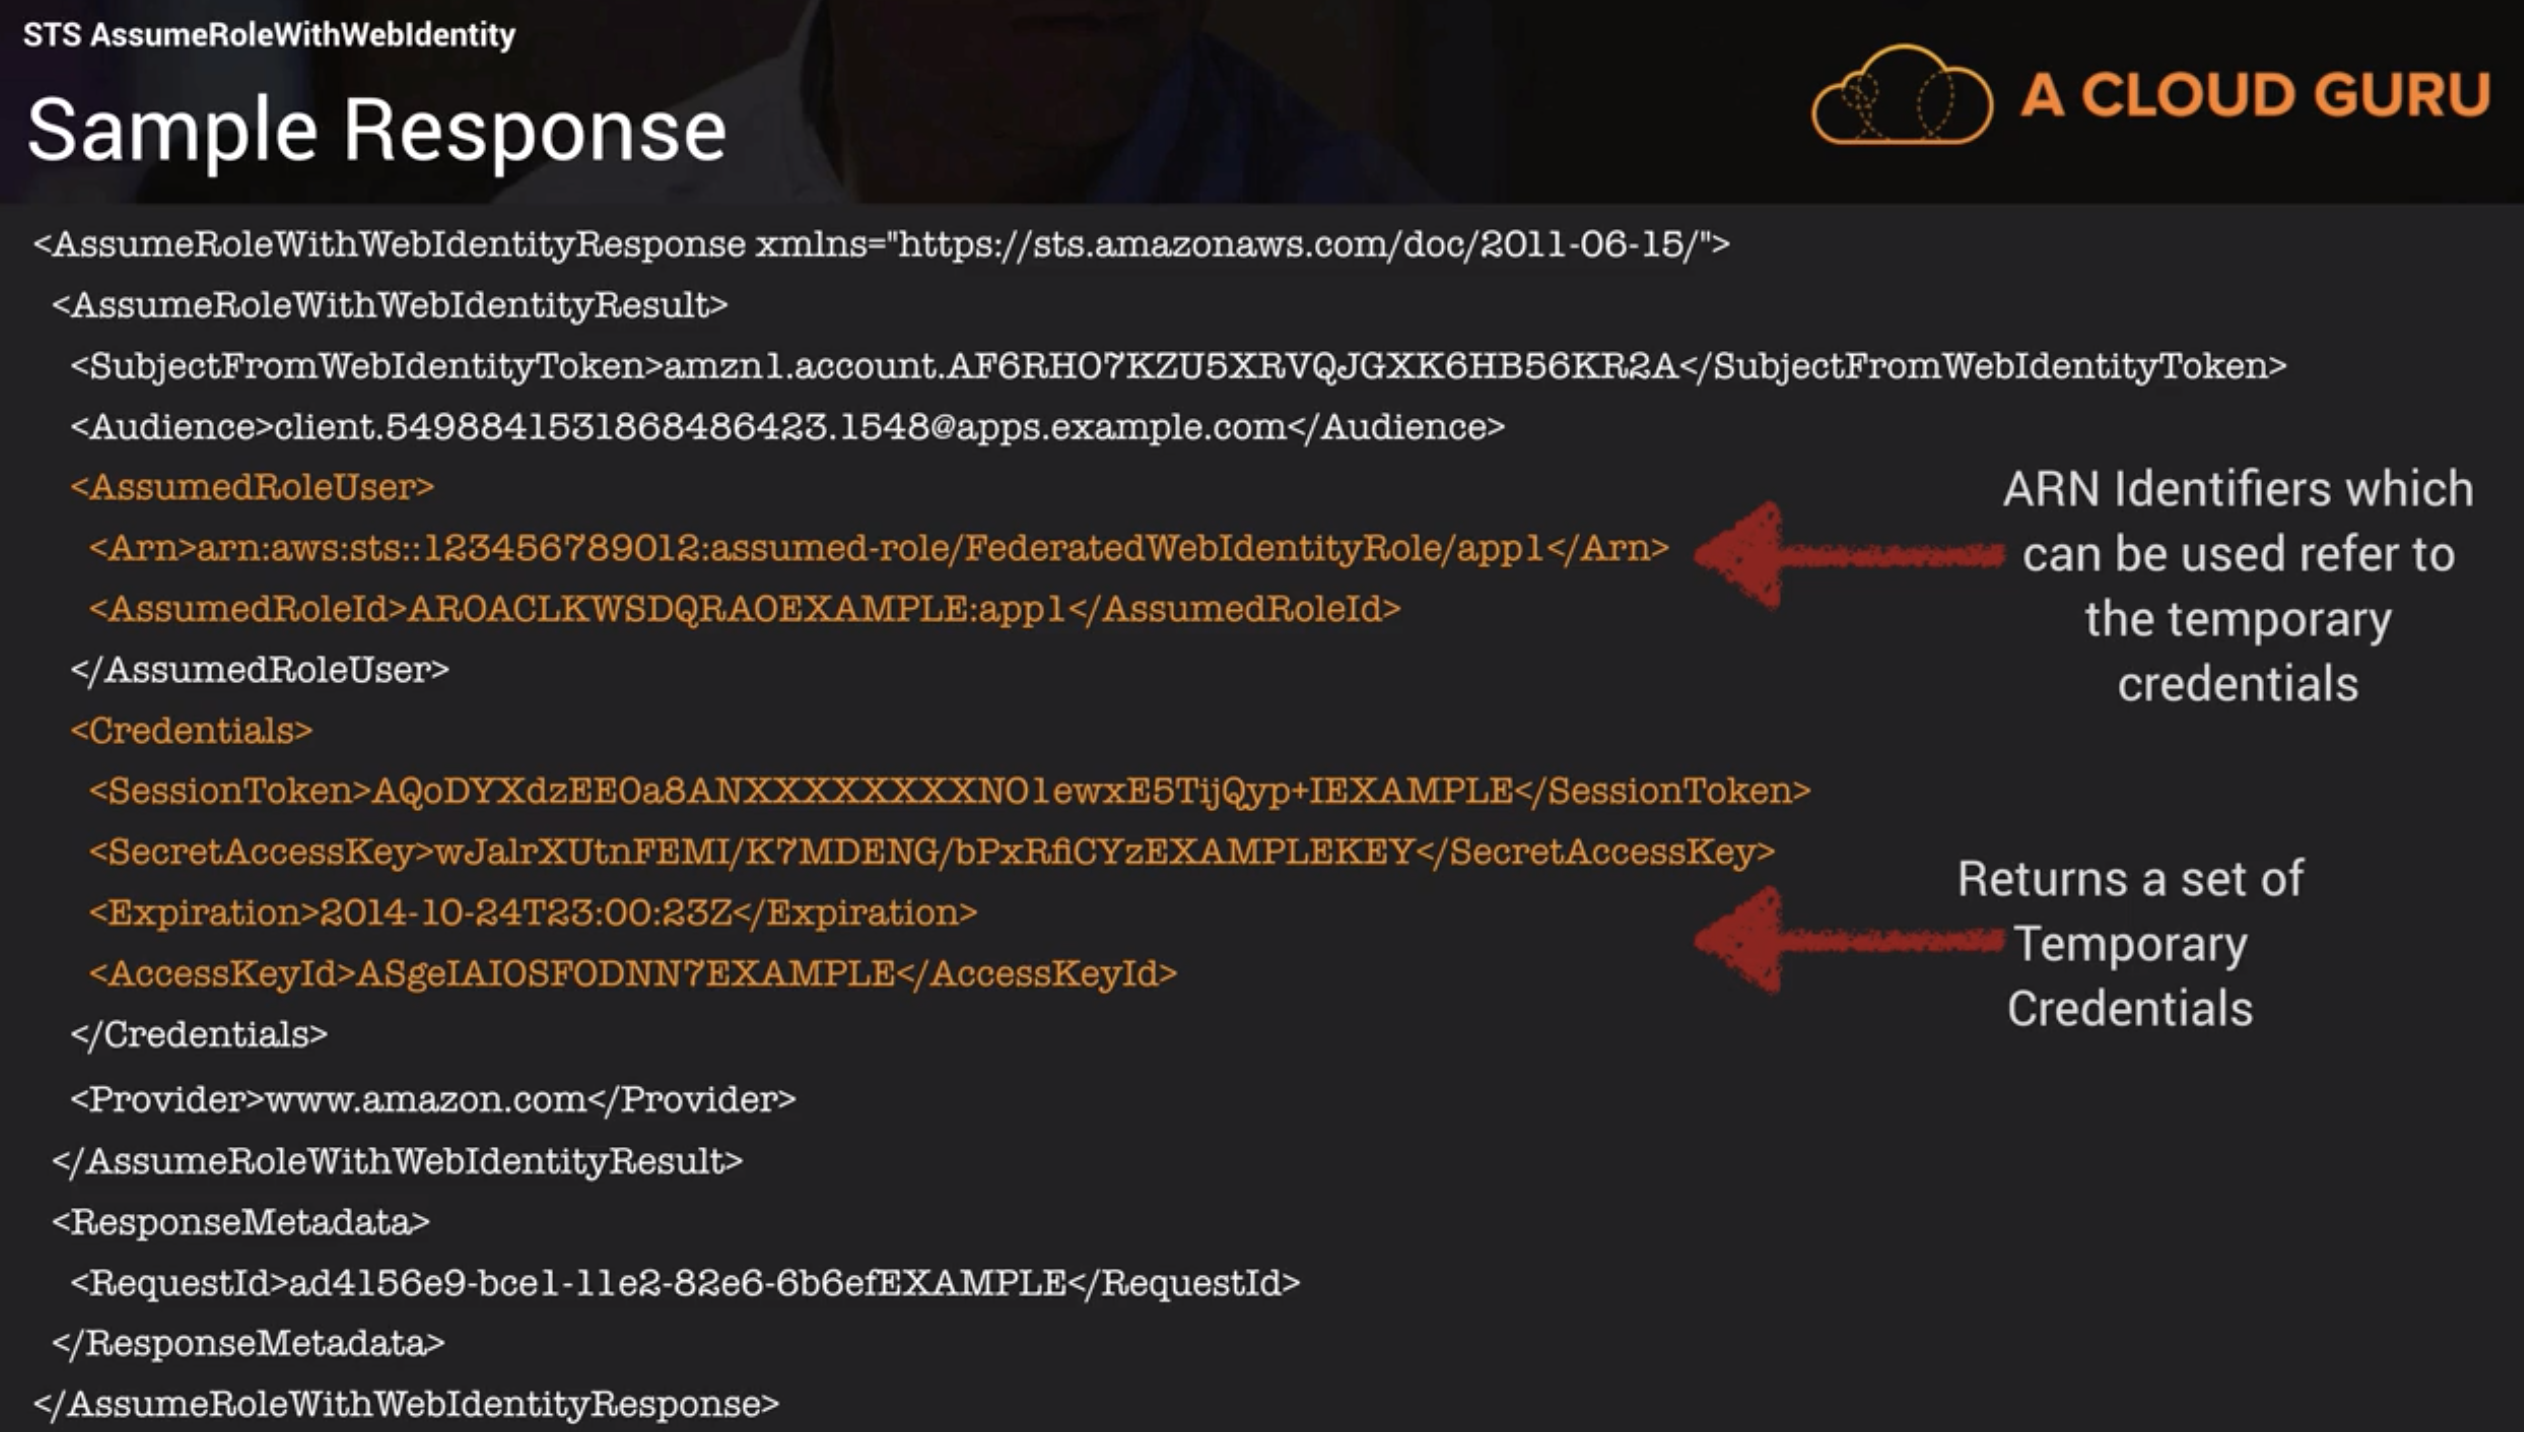 STS AssumeRoleWithWebIdentity
Sample Response
A CLOUD GURU
<AssumeRoleWithWebIdentityResponse xmlns="https://sts.amazonaws.com/doc/2011-06-15/">
<AssumeRoleWithWebIdentityResult>
<SubjectFromWebIdentityToken>amzn1.account.AF6RHO7KZU5XRVQJGXK6HB56KR2A</SubjectFromWebIdentityToken>
<Audience>client.5498841531868486423.1548@apps.example.com</Audience>
<AssumedRoleUser>
<Arn>arn:aws:sts::123456789012:assumed-role/FederatedWebIdentityRole/app1</Arn>
<AssumedRoleId>AROACLKWSDQRAOEXAMPLE:app1</AssumedRoleId>
</AssumedRoleUser>
<Credentials>
<SessionToken>AQoDYXdzEE0a8ANXXXXXXXXNO1ewxE5TijQyp+IEXAMPLE</SessionToken>
<SecretAccessKey>wJalrXUtnFEMI/K7MDENG/bPxRfiCYzEXAMPLEKEY</SecretAccessKey>
<Expiration>2014-10-24T23:00:23Z</Expiration>
<AccessKeyId>ASgeIAIOSFODNN7EXAMPLE</AccessKeyId>
</Credentials>
<Provider>www.amazon.com</Provider>
</AssumeRoleWithWebIdentityResult>
<ResponseMetadata>
<RequestId>ad4156e9-bce1-11e2-82e6-6b6efEXAMPLE</RequestId>
</ResponseMetadata>
</AssumeRoleWithWebIdentityResponse>
ARN Identifiers which
can be used refer to
the temporary
credentials
Returns a set of
Temporary
Credentials